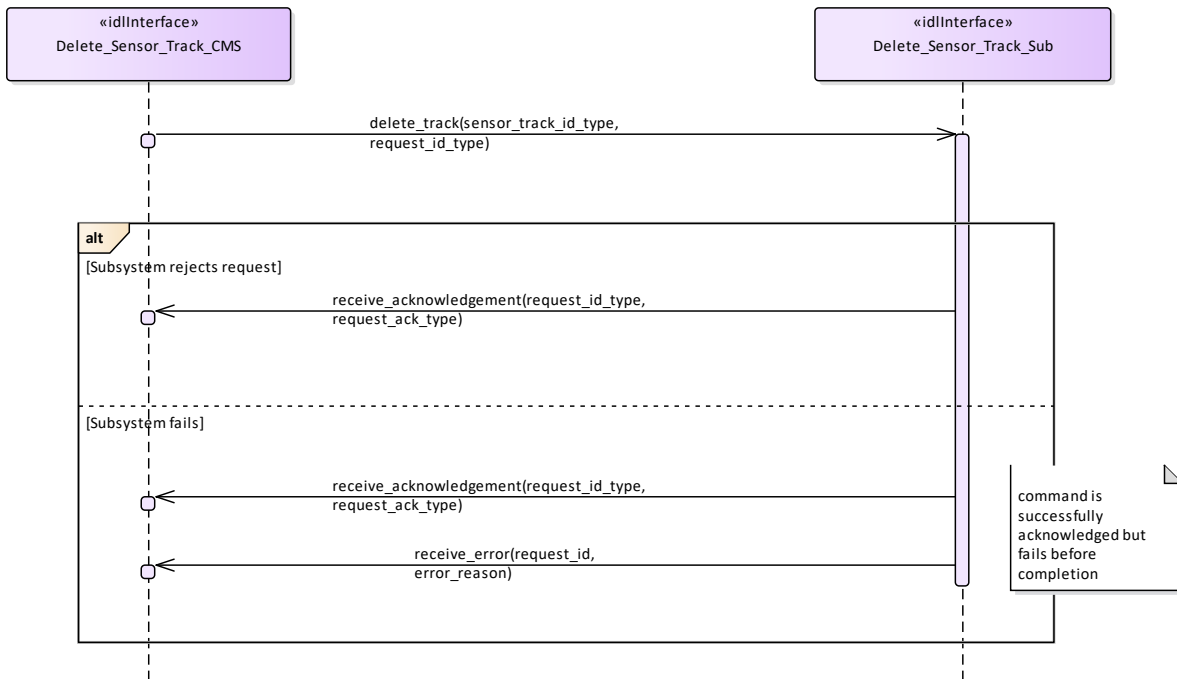 «idlInterface»
Delete_Sensor_Track_CMS
«idlInterface»
Delete_Sensor_Track_Sub
delete_track(sensor_track_id_type,
request_id_type)
alt
[Subsystem rejects request]
receive_acknowledgement(request_id_type,
request_ack_type)
[Subsystem fails]
receive_acknowledgement(request_id_type,
request_ack_type)
command is
successfully
acknowledged but
fails before
completion
receive_error(request_id,
error_reason)